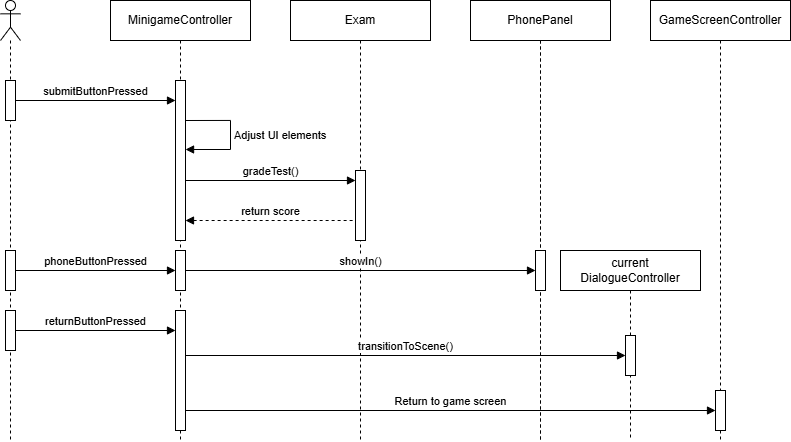 MinigameController
Exam
PhonePanel
GameScreenController
submitButtonPressed
Adjust UI elements
gradeTest()
return score
phoneButtonPressed
showIn()
current
DialogueController
returnButtonPressed
transitionToScene()
Return to game screen